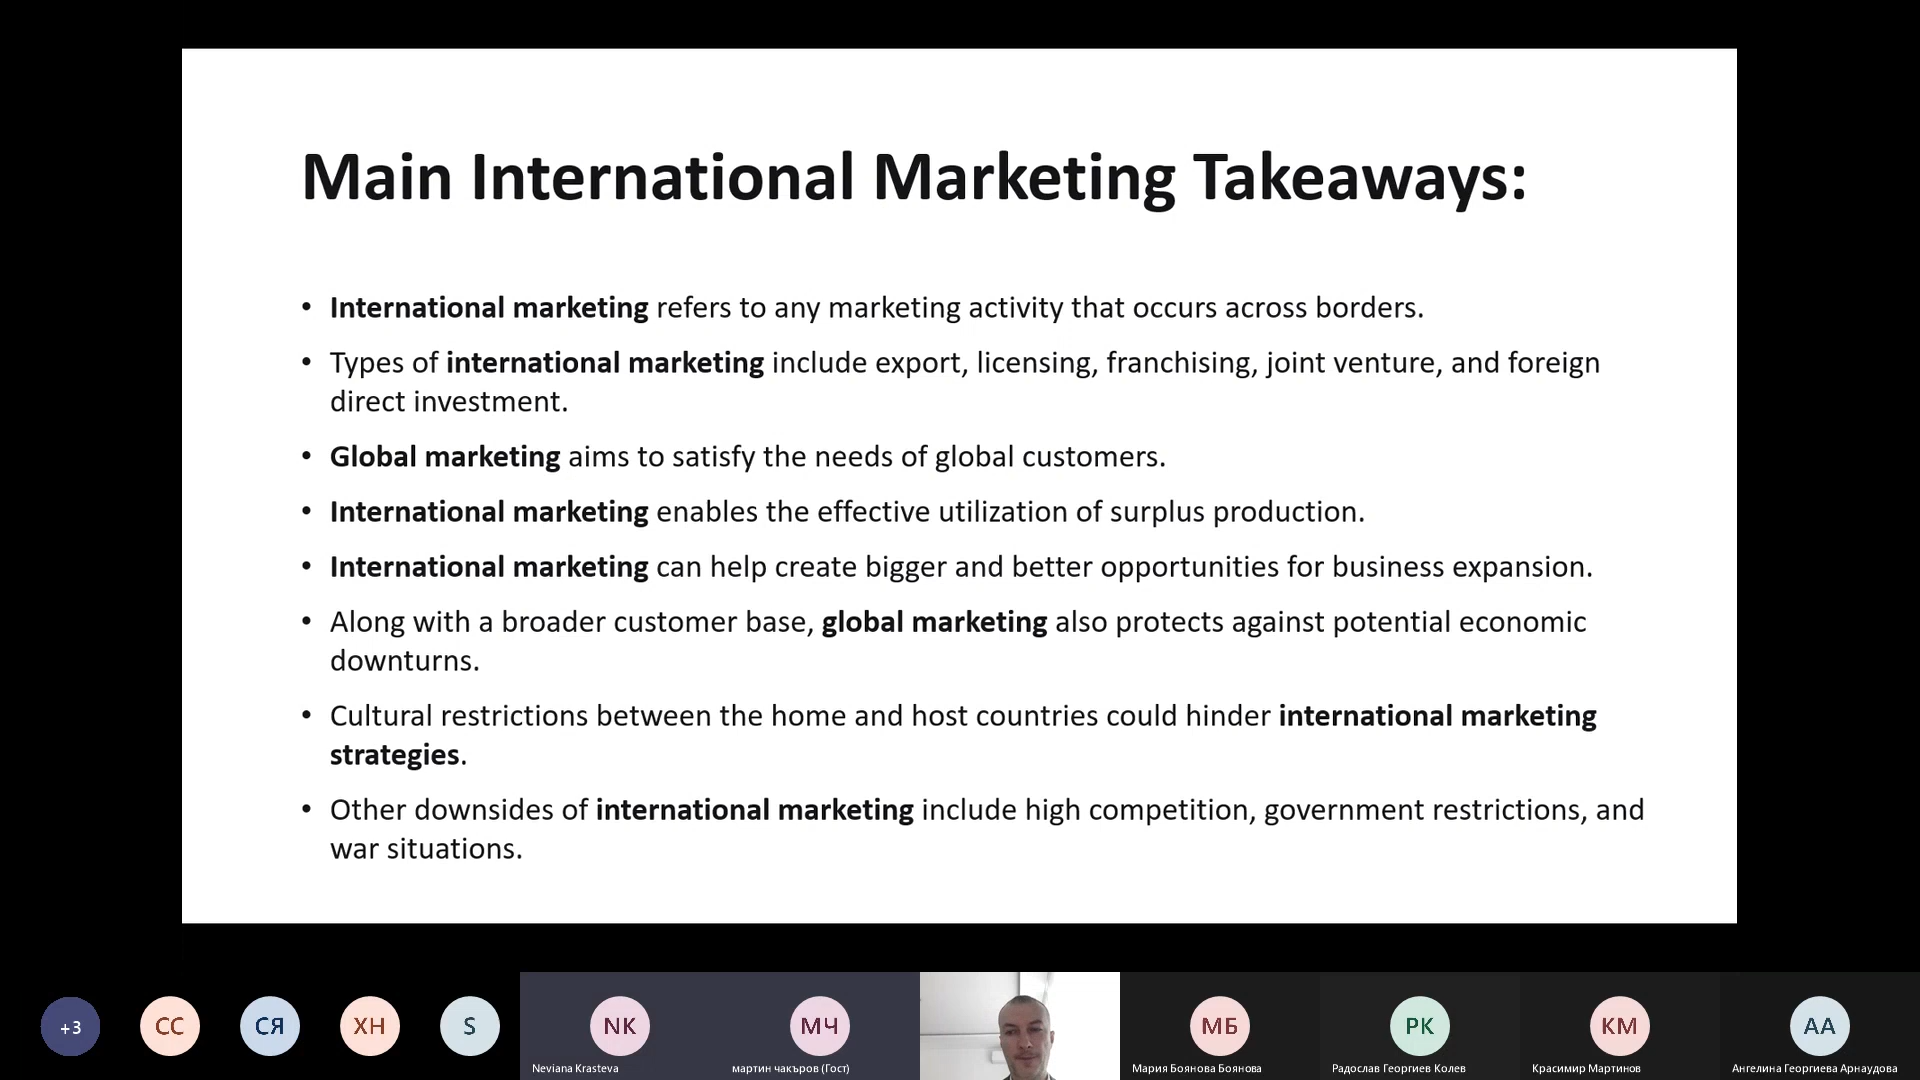 Main International Marketing Takeaways:
• International marketing refers to any marketing activity that occurs across borders.
• Types of international marketing include export, licensing, franchising, joint venture, and foreign
direct investment.
• Global marketing aims to satisfy the needs of global customers.
• International marketing enables the effective utilization of surplus production.
• International marketing can help create bigger and better opportunities for business expansion.
• Along with a broader customer base, global marketing also protects against potential economic
downturns.
• Cultural restrictions between the home and host countries could hinder international marketing
strategies.
• Other downsides of international marketing include high competition, government restrictions, and
war situations.
+3
СС
СЯ
ХН
S
NK
МЧ
МБ
РК
КМ
АА
Neviana Krasteva
мартин чакъров (Гост)
Мария Боянова Боянова
Радослав Георгиев Колев
Красимир Мартинов
Ангелина Георгиева Арнаудова